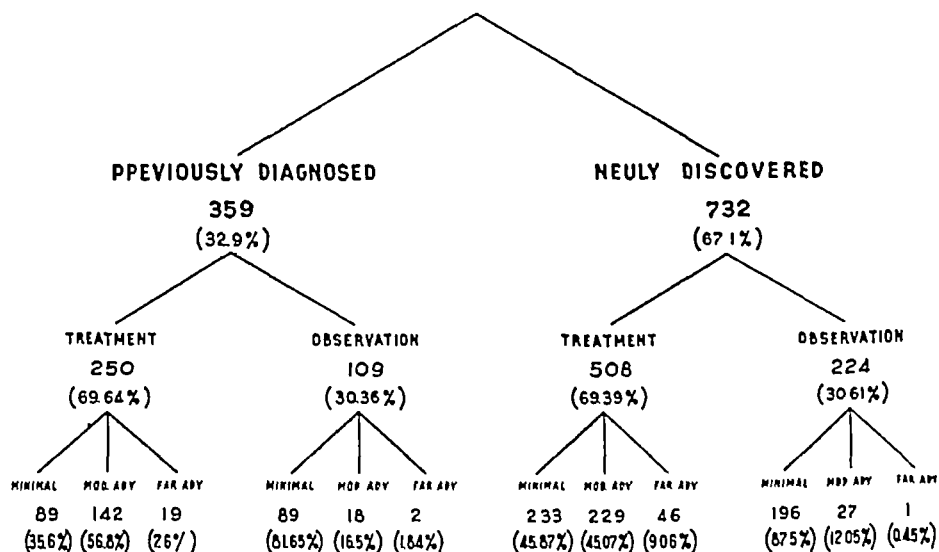 PPEVIOUSLY DIAGNOSED
359
(32.9%)
NEULY DISCOVERED
732
(67.1%)
TREATMENT
250
(69.64%)
OBSERVATION
109
(30.36%)
TREATMENT
508
(69.39%)
OBSERVATION
224
(30.61%)
MINIMAL MOD ADV FAR ADV
89 142 19
(35.6%) (56.8%) (26%)
MINIMAL MOD ADV FAR ADV
89 18 2
(81.65%) (16.5%) (1.84%)
MINIMAL MOD ADV FAR ADV
233 229 46
(45.87%) (45.07%) (906%)
MINIMAL MOD ADV FAR ADV
196 27 1
(875%) (12.05%) (0.45%)